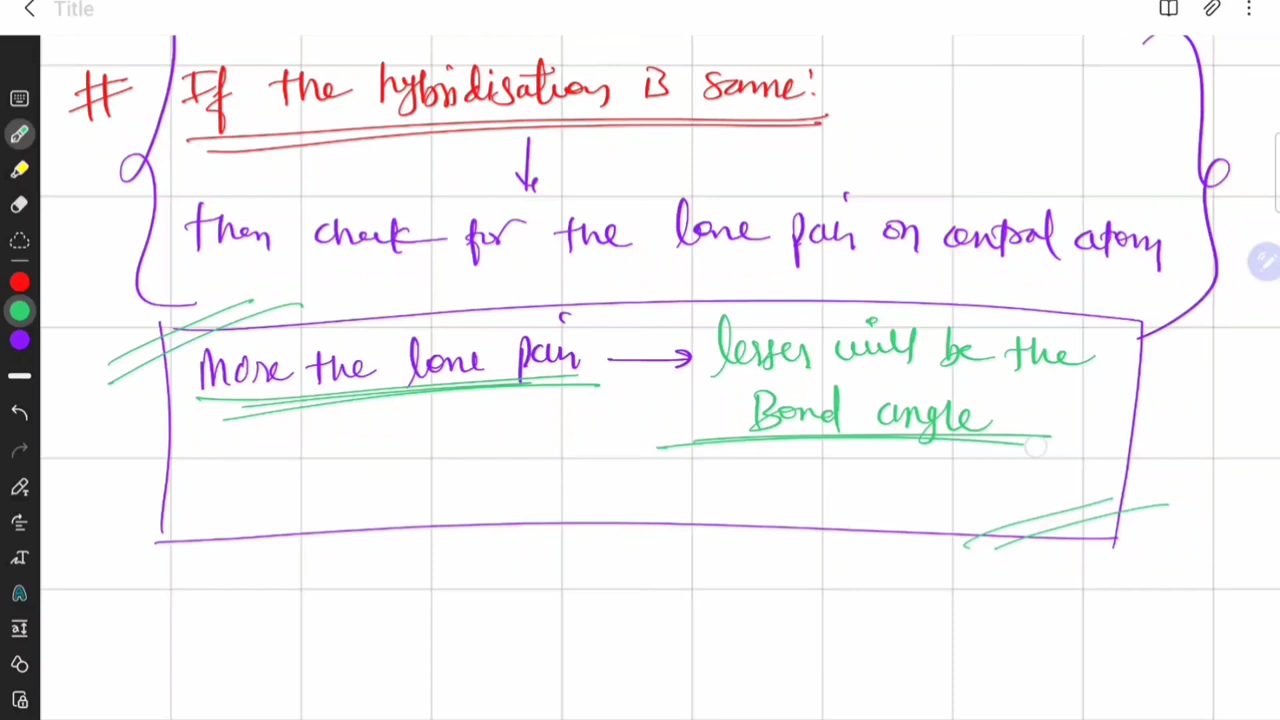 Title
# If the hybridisation is same:
then check for the lone pair on central atom
More the lone pair → lesser will be the
Bond angle